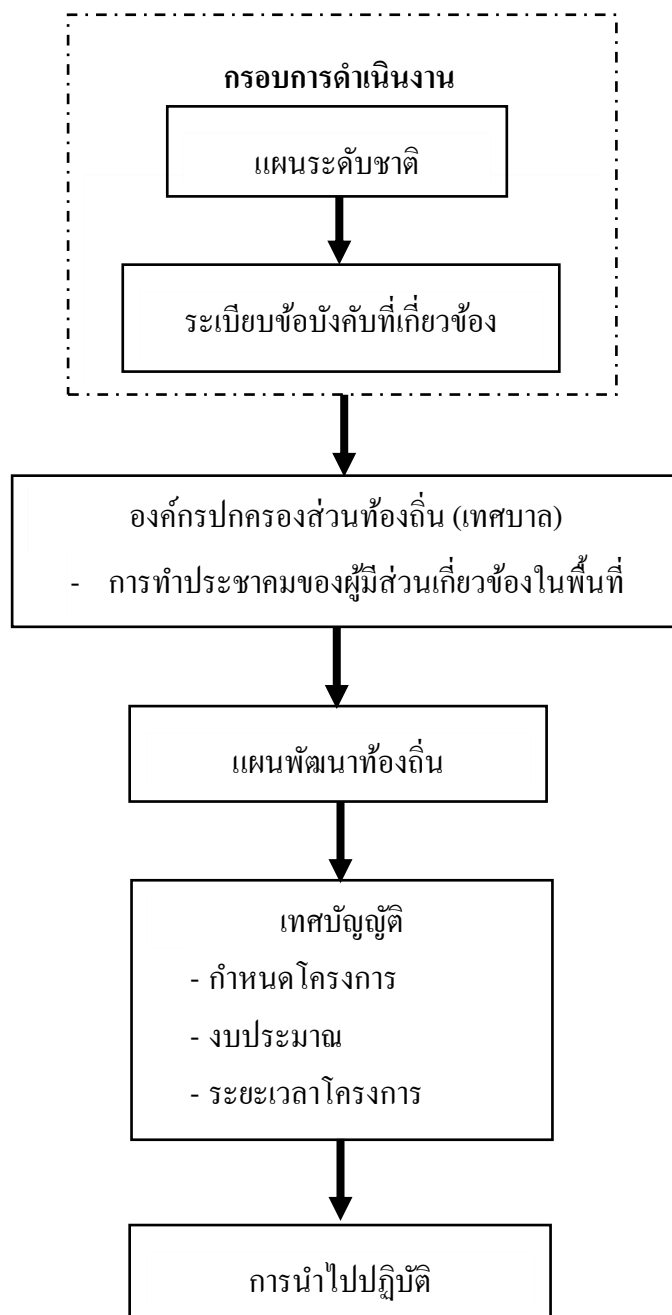 กรอบการดำเนินงาน
แผนระดับชาติ
ระเบียบข้อบังคับที่เกี่ยวข้อง
องค์กรปกครองส่วนท้องถิ่น (เทศบาล)
- การทำประชาคมของผู้มีส่วนเกี่ยวข้องในพื้นที่
แผนพัฒนาท้องถิ่น
เทศบัญญัติ
- กำหนดโครงการ
- งบประมาณ
- ระยะเวลาโครงการ
การนำไปปฏิบัติ